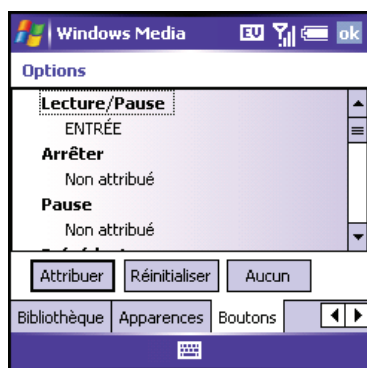 Windows Media EU ok
Options
Lecture/Pause
ENTRÉE
Arrêter
Non attribué
Pause
Non attribué
Attribuer Réinitialiser Aucun
Bibliothèque Apparences Boutons